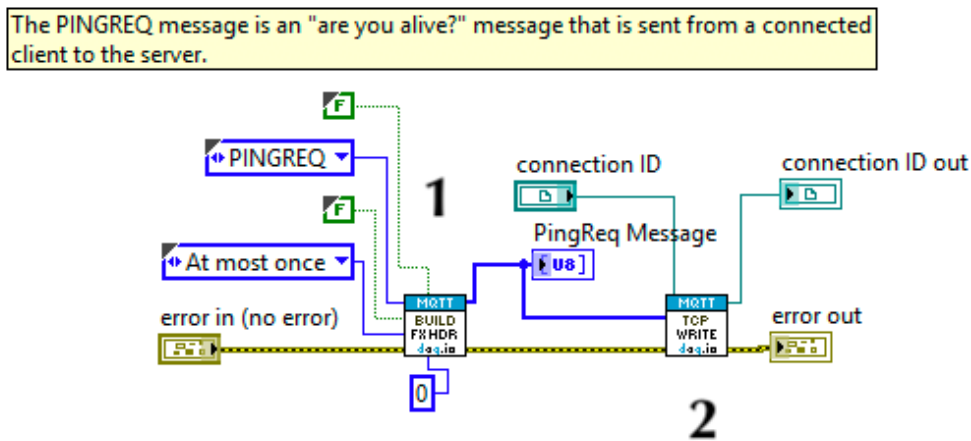 The PINGREQ message is an "are you alive?" message that is sent from a connected
client to the server.
F
PINGREQ
1
connection ID
connection ID out
F
PingReq Message
[U8]
At most once
MQTT
BUILD
FXHDR
daq.io
MQTT
TCP
WRITE
daq.io
error in (no error)
error out
0
2